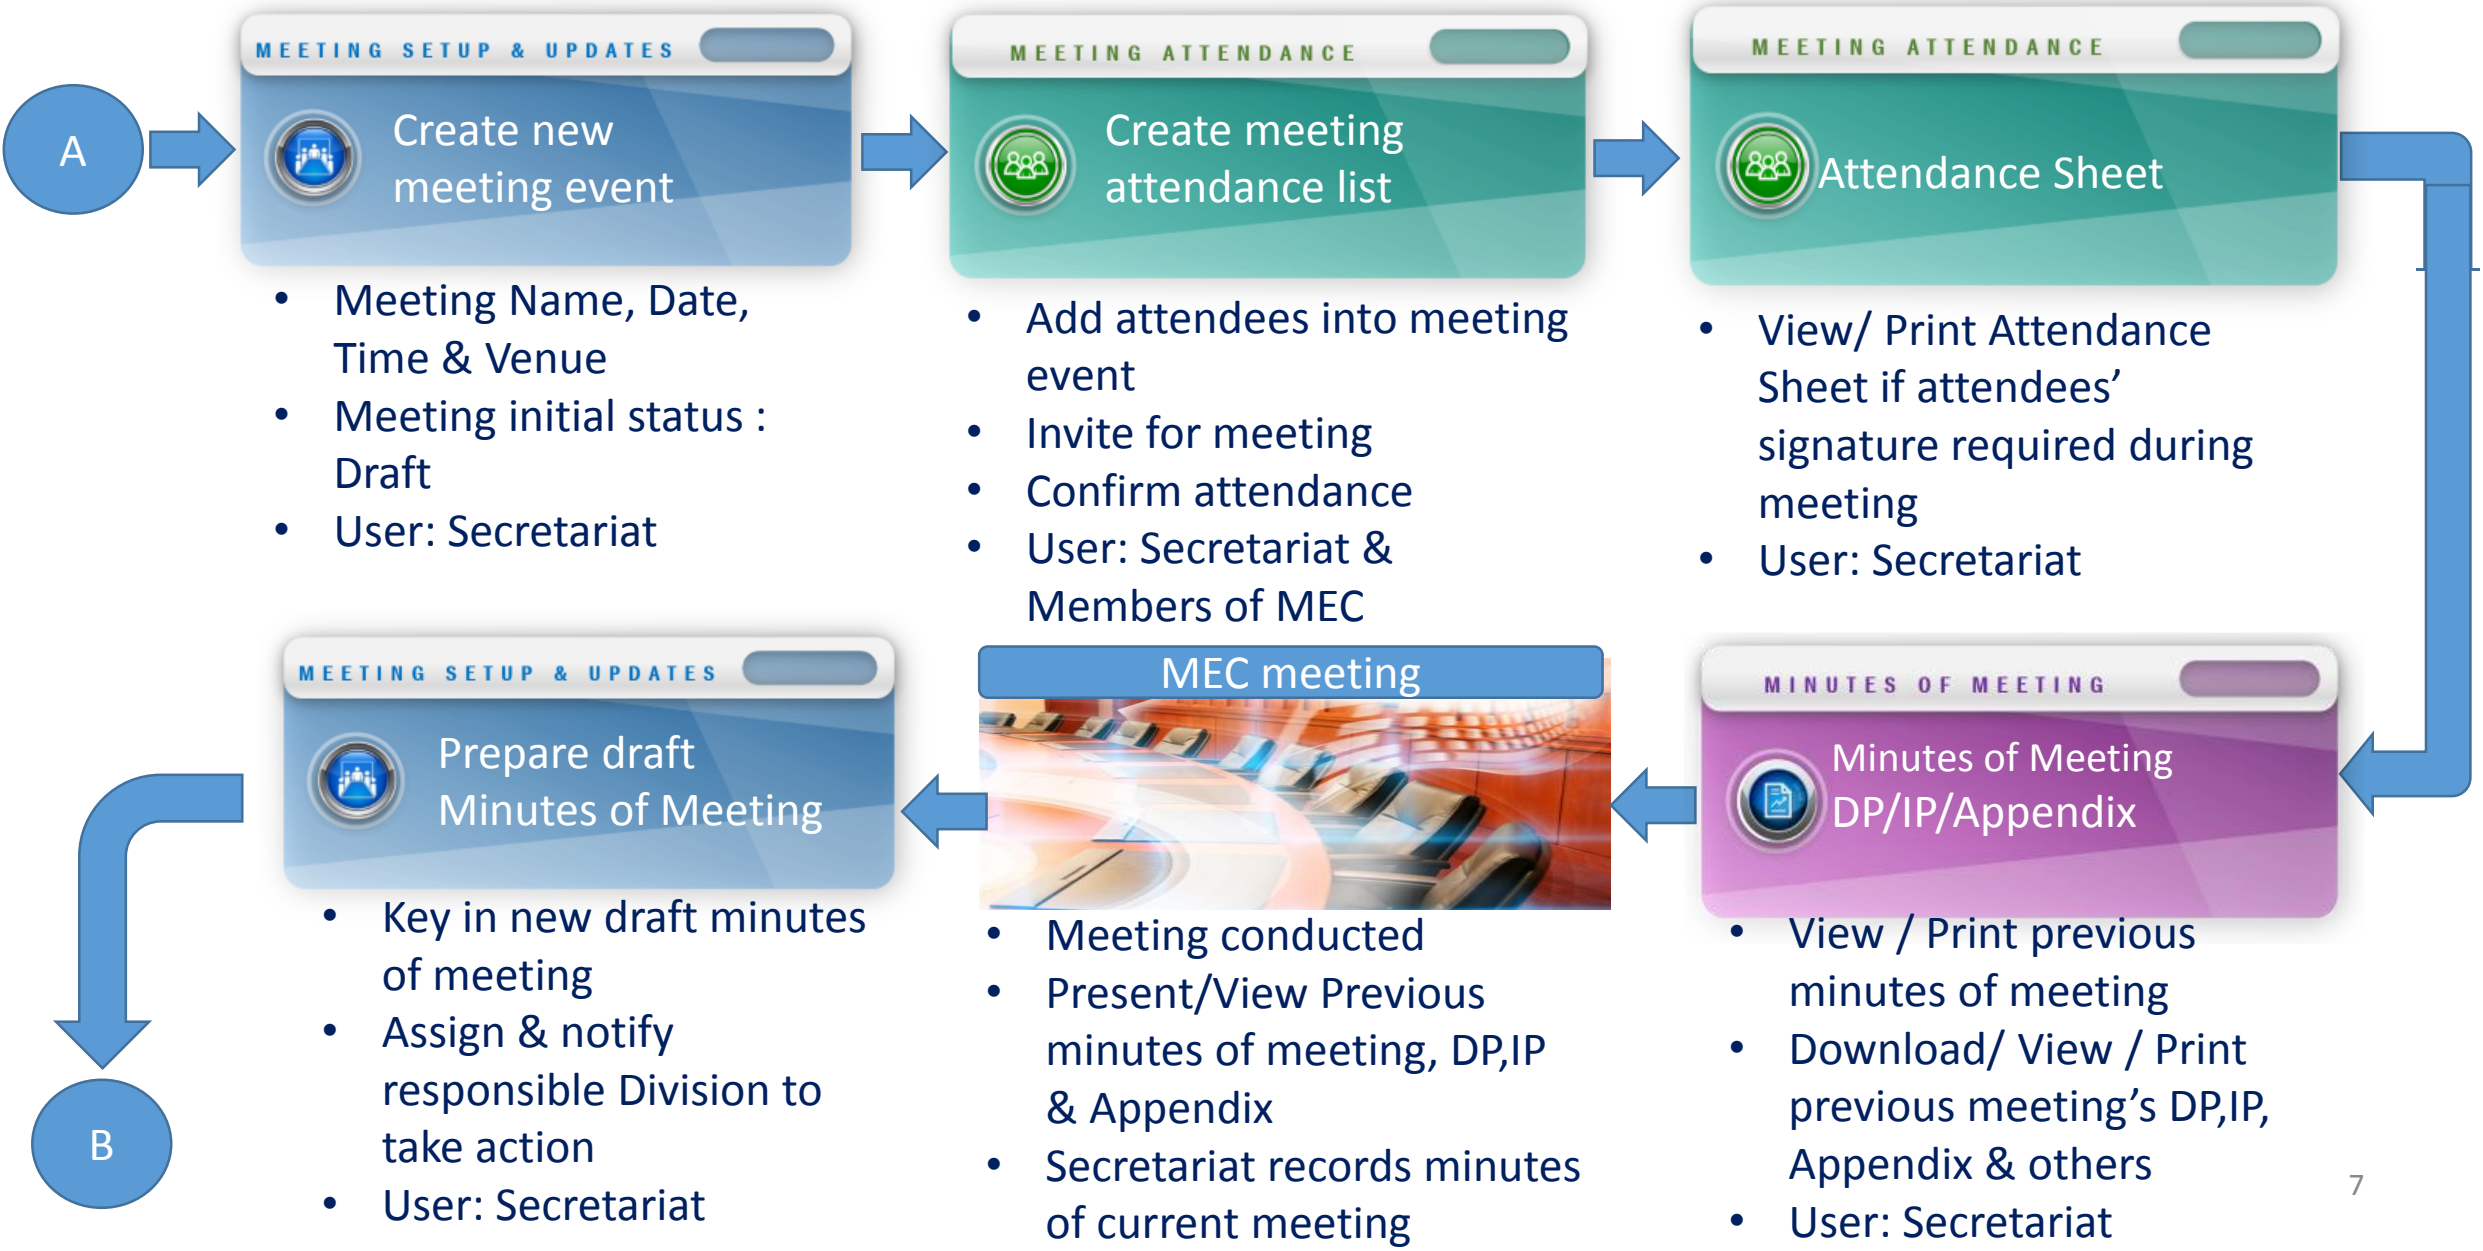 A
MEETING SETUP & UPDATES
Create new
meeting event
• Meeting Name, Date,
Time & Venue
• Meeting initial status :
Draft
• User: Secretariat
MEETING ATTENDANCE
Create meeting
attendance list
• Add attendees into meeting
event
• Invite for meeting
• Confirm attendance
• User: Secretariat &
Members of MEC
MEETING ATTENDANCE
Attendance Sheet
• View/ Print Attendance
Sheet if attendees’
signature required during
meeting
• User: Secretariat
MINUTES OF MEETING
Minutes of Meeting
DP/IP/Appendix
• View / Print previous
minutes of meeting
• Download/ View / Print
previous meeting’s DP,IP,
Appendix & others
• User: Secretariat
MEC meeting
• Meeting conducted
• Present/View Previous
minutes of meeting, DP,IP
& Appendix
• Secretariat records minutes
of current meeting
MEETING SETUP & UPDATES
Prepare draft
Minutes of Meeting
• Key in new draft minutes
of meeting
• Assign & notify
responsible Division to
take action
• User: Secretariat
B
7